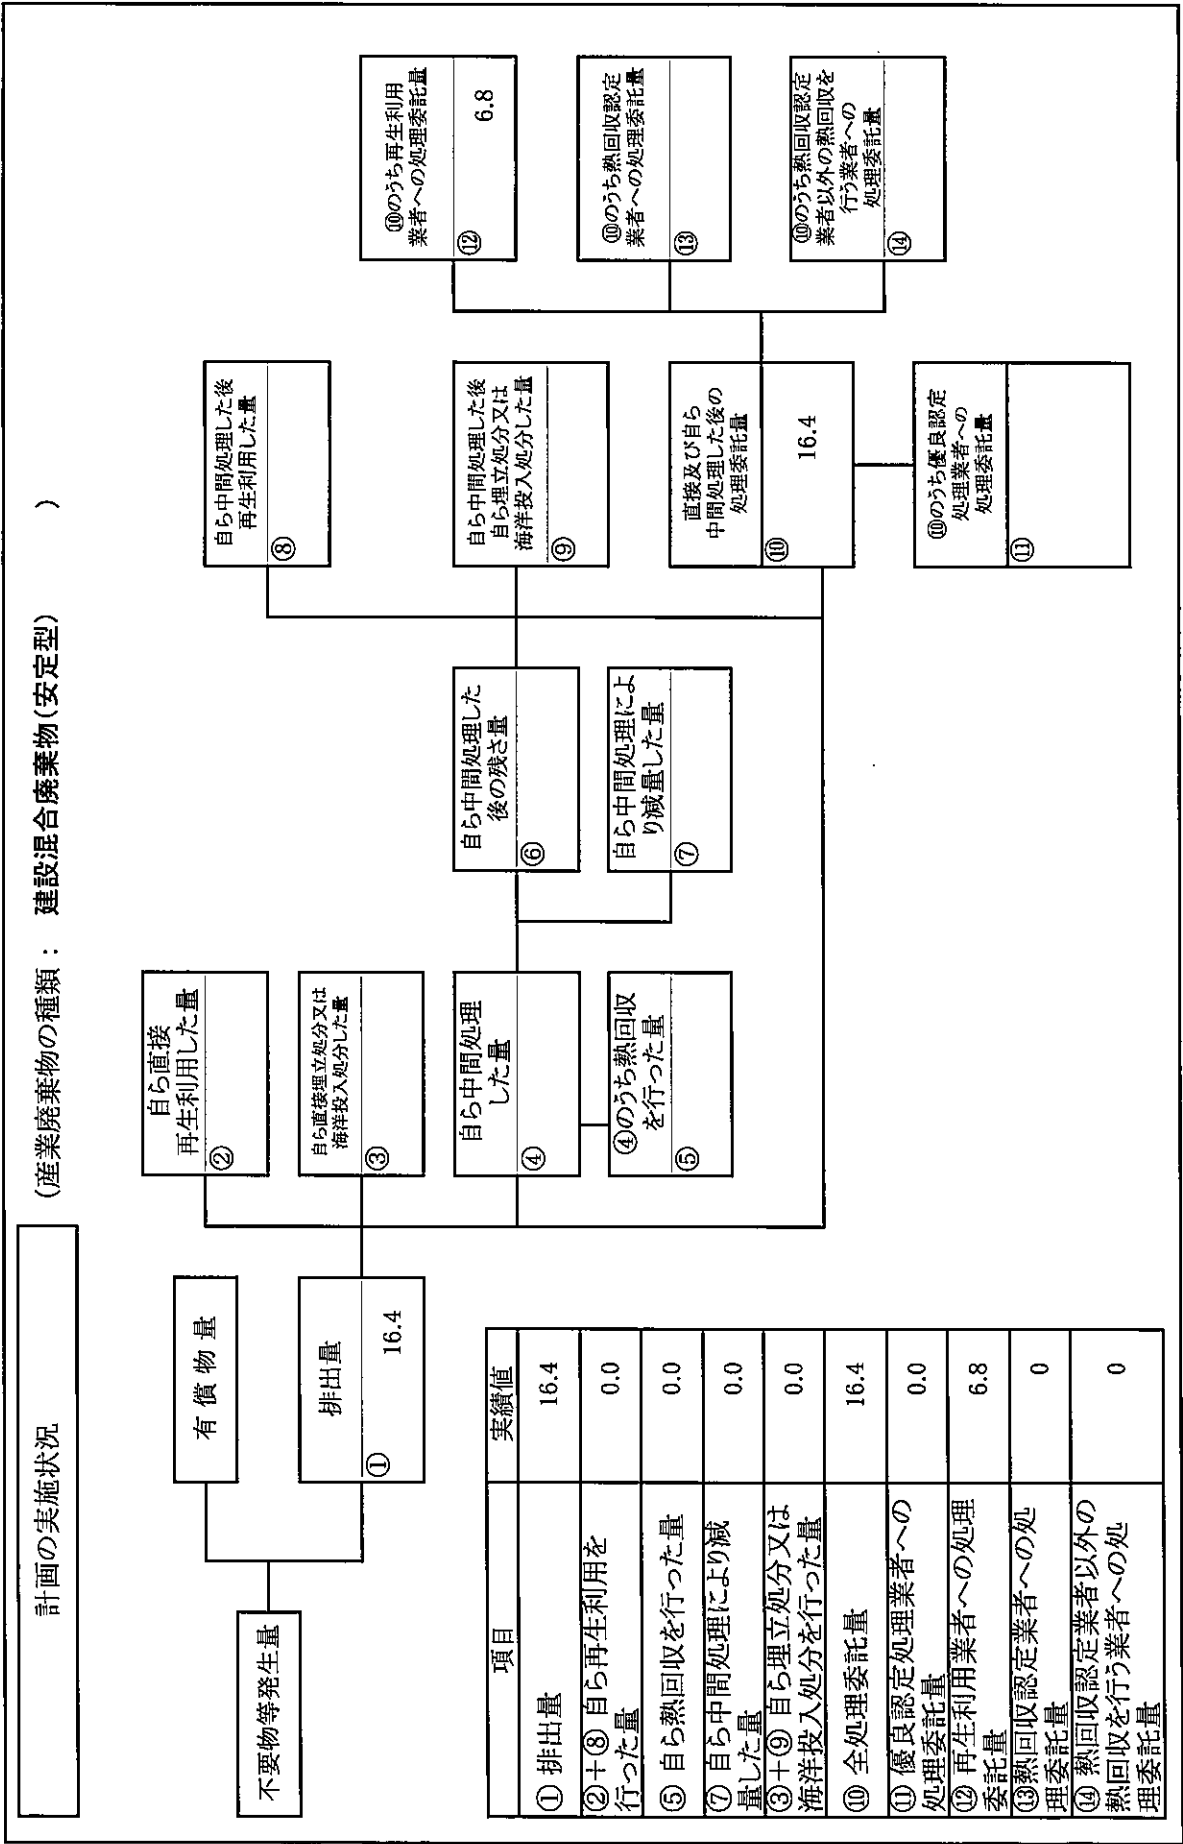 計画の実施状況
(産業廃棄物の種類： 建設混合廃棄物(安定型) )
不要物等発生量
有 償 物 量
排出量
①
16.4
自ら直接
再生利用した量
②
自ら直接埋立処分又は
海洋投入処分した量
③
自ら中間処理
した量
④
④のうち熱回収
を行った量
⑤
自ら中間処理した
後の残さ量
⑥
自ら中間処理によ
り減量した量
⑦
自ら中間処理した後
再生利用した量
⑧
自ら中間処理した後
自ら埋立処分又は
海洋投入処分した量
⑨
直接及び自ら
中間処理した後の
処理委託量
⑩
16.4
⑩のうち優良認定
処理業者への
処理委託量
⑪
⑩のうち再生利用
業者への処理委託量
⑫
6.8
⑩のうち熱回収認定
業者への処理委託量
⑬
⑩のうち熱回収認定
業者以外の熱回収を
行う業者への
処理委託量
⑭
項目 実績値
① 排出量 16.4
②＋⑧ 自ら再生利用を
行った量 0.0
⑤ 自ら熱回収を行った量 0.0
⑦ 自ら中間処理により減
量した量 0.0
③＋⑨ 自ら埋立処分又は
海洋投入処分を行った量 0.0
⑩ 全処理委託量 16.4
⑪ 優良認定処理業者への
処理委託量 0.0
⑫ 再生利用業者への処理
委託量 6.8
⑬熱回収認定業者への処
理委託量 0
⑭ 熱回収認定業者以外の
熱回収を行う業者への処
理委託量 0